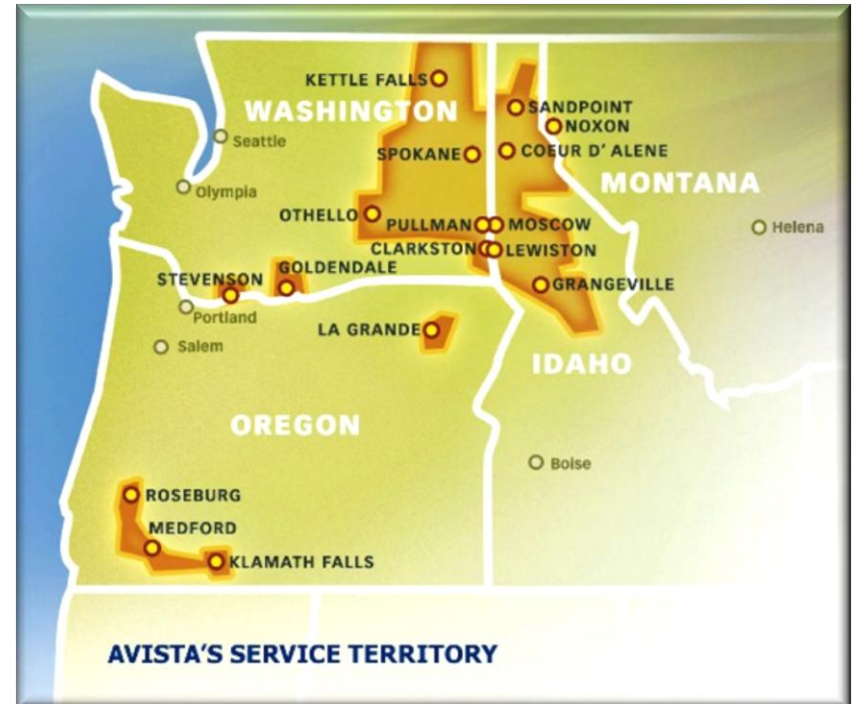 KETTLE FALLS
WASHINGTON
SANDPOINT
NOXON
Seattle
SPOKANE
COEUR D' ALENE
MONTANA
Olympia
OTHELLO
PULLMAN
MOSCOW
Helena
CLARKSTON
LEWISTON
GOLDENDALE
STEVENSON
GRANGEVILLE
Portland
LA GRANDE
Salem
IDAHO
OREGON
Boise
ROSEBURG
MEDFORD
KLAMATH FALLS
AVISTA'S SERVICE TERRITORY